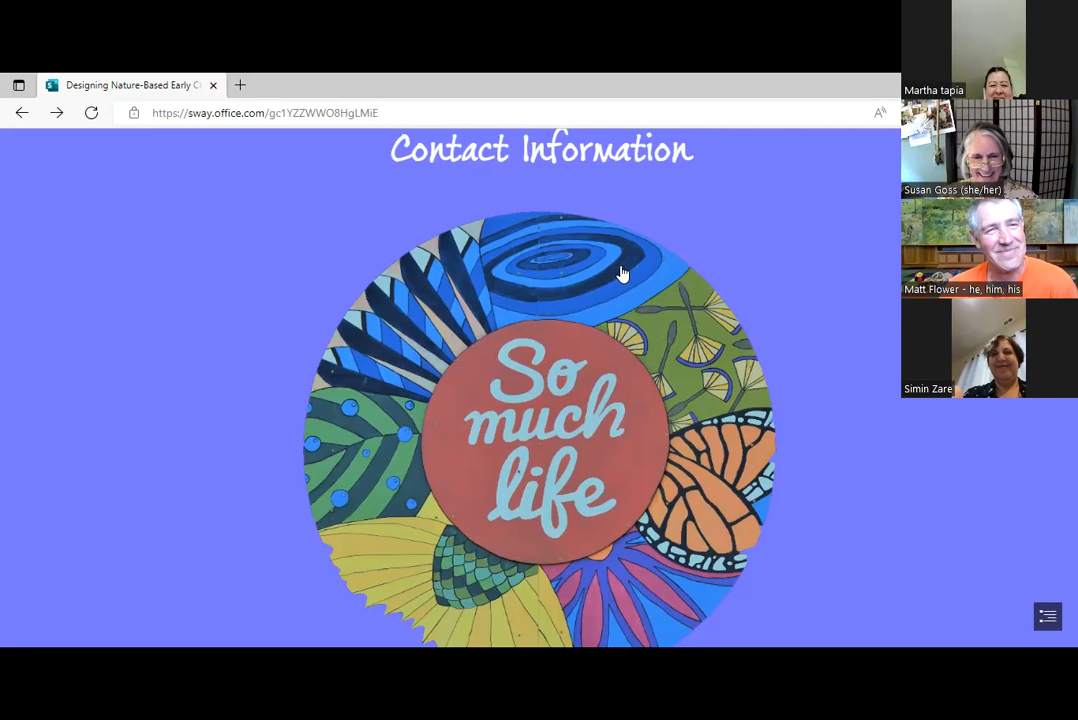 Designing Nature-Based Early C
https://sway.office.com/gc1YZZWWO8HgLMiE
Contact Information
So
much
life
Martha tapia
Susan Goss (she/her)
Matt Flower - he, him, his
Simin Zare